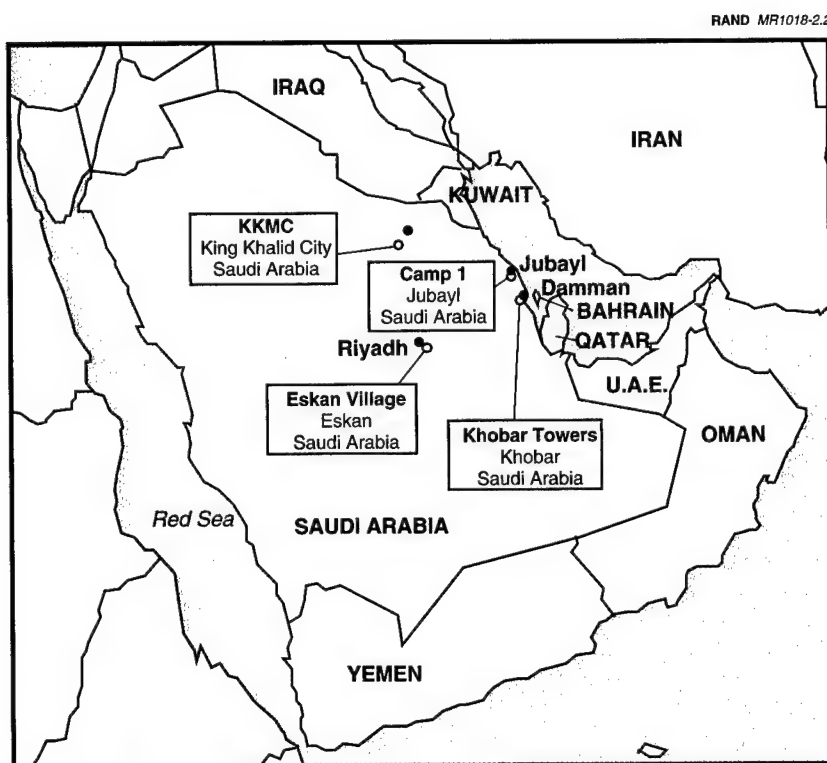 RAND MR1018-2.2
IRAQ
IRAN
KUWAIT
KKMC
King Khalid City
Saudi Arabia
Camp 1
Jubayl
Saudi Arabia
Jubayl
Damman
BAHRAIN
QATAR
Riyadh
U.A.E.
Eskan Village
Eskan
Saudi Arabia
Khobar Towers
Khobar
Saudi Arabia
OMAN
Red Sea
SAUDI ARABIA
YEMEN